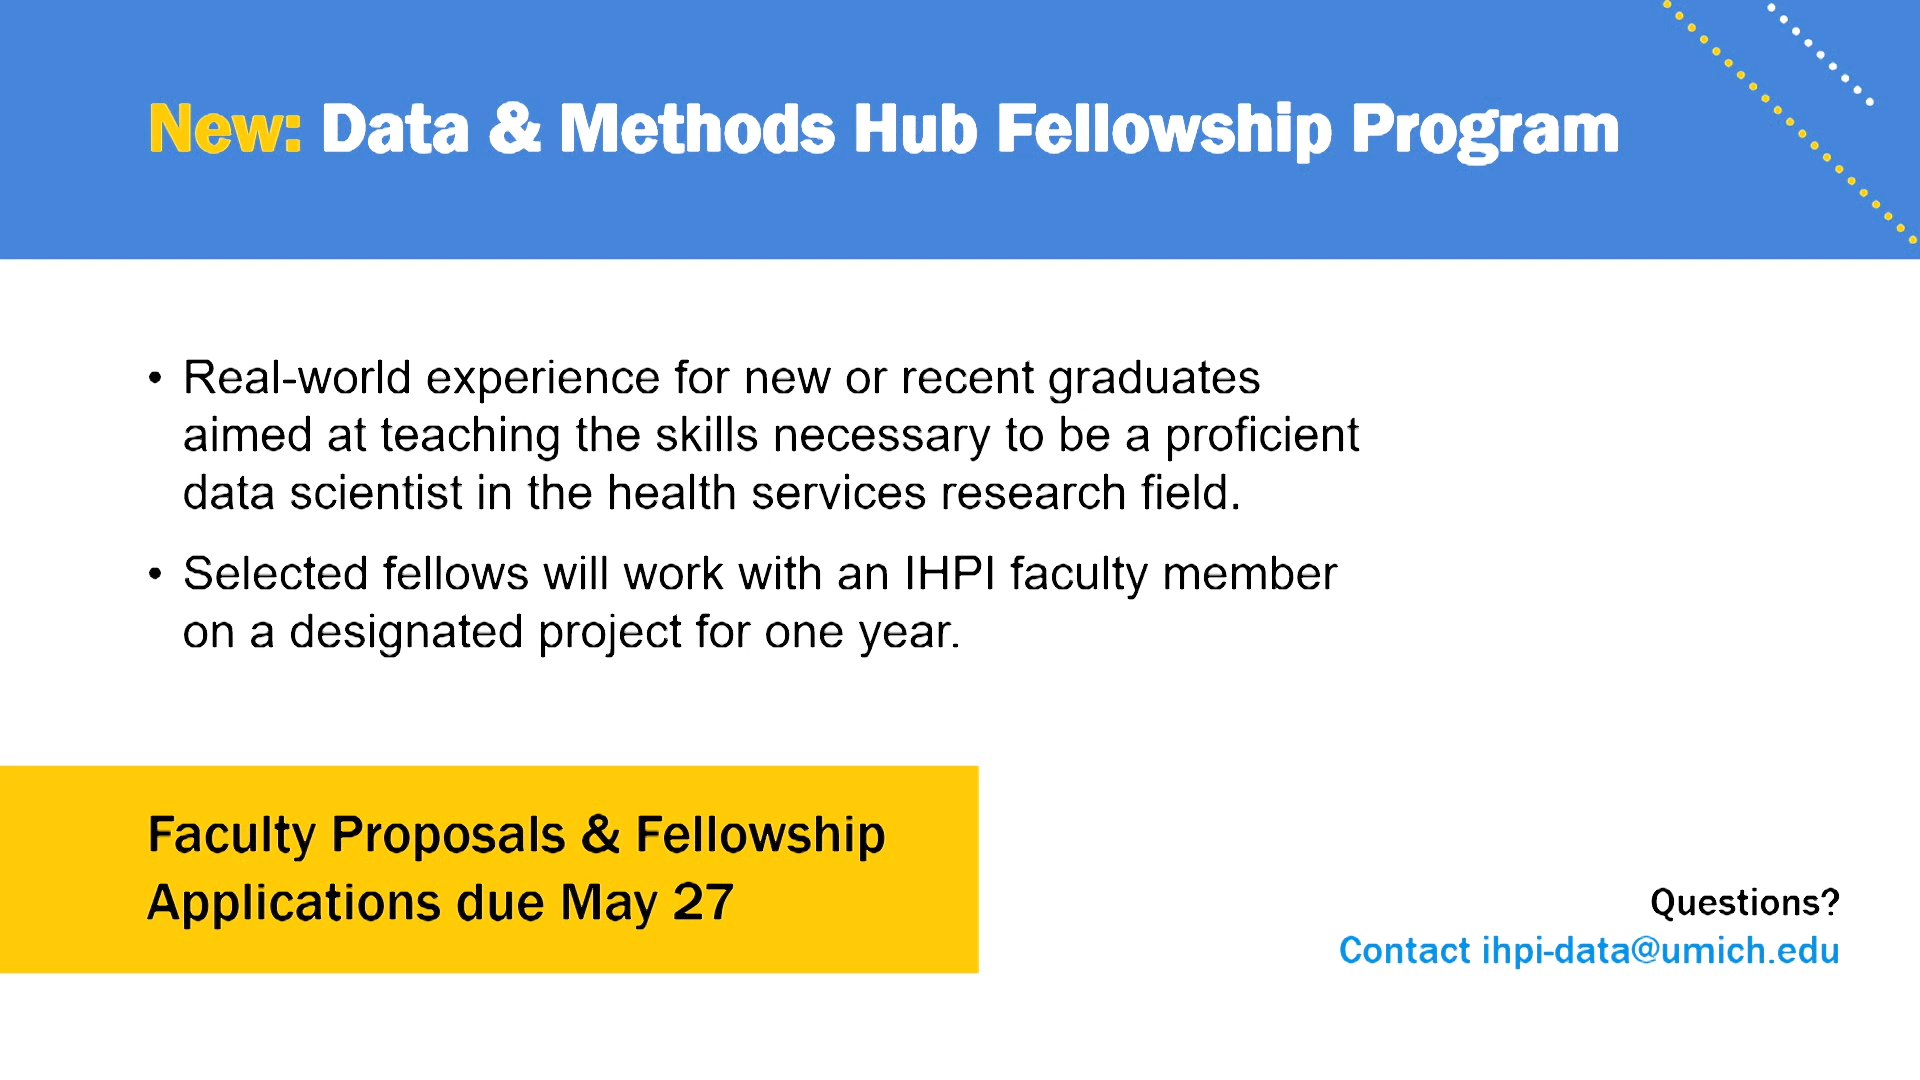 New: Data & Methods Hub Fellowship Program
• Real-world experience for new or recent graduates
aimed at teaching the skills necessary to be a proficient
data scientist in the health services research field.
• Selected fellows will work with an IHPI faculty member
on a designated project for one year.
Faculty Proposals & Fellowship
Applications due May 27
Questions?
Contact ihpi-data@umich.edu